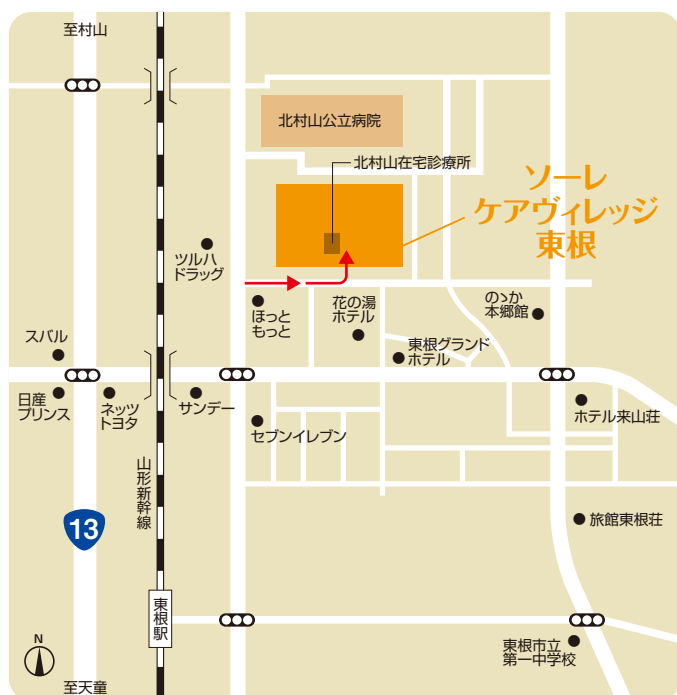 至村山
北村山公立病院
北村山在宅診療所
ソーレ
ケアヴィレッジ
東根
ツルハ
ドラッグ
ほっと
もっと
花の湯
ホテル
のゝか
本郷館
スバル
東根グランド
ホテル
日産
プリンス
ネッツ
トヨタ
サンデー
ホテル来山荘
セブンイレブン
山形新幹線
13
旅館東根荘
東根駅
東根市立
第一中学校
N
至天童